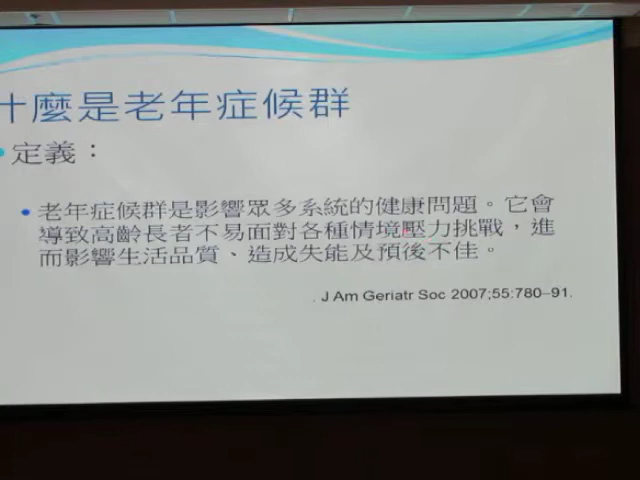 什麼是老年症候群
定義：
老年症候群是影響眾多系統的健康問題。它會
導致高齡長者不易面對各種情境壓力挑戰，進
而影響生活品質、造成失能及預後不佳。
. J Am Geriatr Soc 2007;55:780–91.